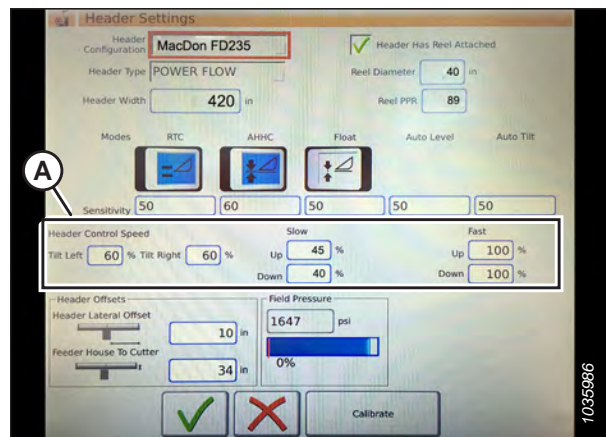 Header Settings
Header Configuration MacDon FD235
Header Has Reel Attached
Header Type POWER FLOW
Reel Diameter 40 in
Header Width 420 in
Reel PPR 89
Modes RTC AHHC Float Auto Level Auto Tilt
A
Sensitivity 50 60 50 50 50
Header Control Speed Slow Fast
Tilt Left 60 % Tilt Right 60 % Up 45 % Up 100 %
Down 40 % Down 100 %
Header Offsets Field Pressure
Header Lateral Offset
10 in
1647 psi
Feeder House To Cutter
34 in
0%
Calibrate
1035986